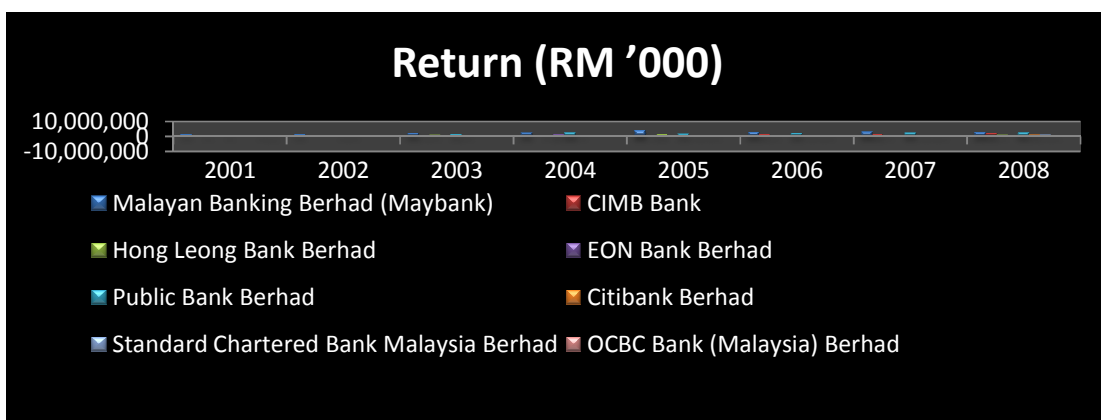 Return (RM ’000)
10,000,000
0
-10,000,000
2001 2002 2003 2004 2005 2006 2007 2008
Malayan Banking Berhad (Maybank) CIMB Bank
Hong Leong Bank Berhad EON Bank Berhad
Public Bank Berhad Citibank Berhad
Standard Chartered Bank Malaysia Berhad OCBC Bank (Malaysia) Berhad